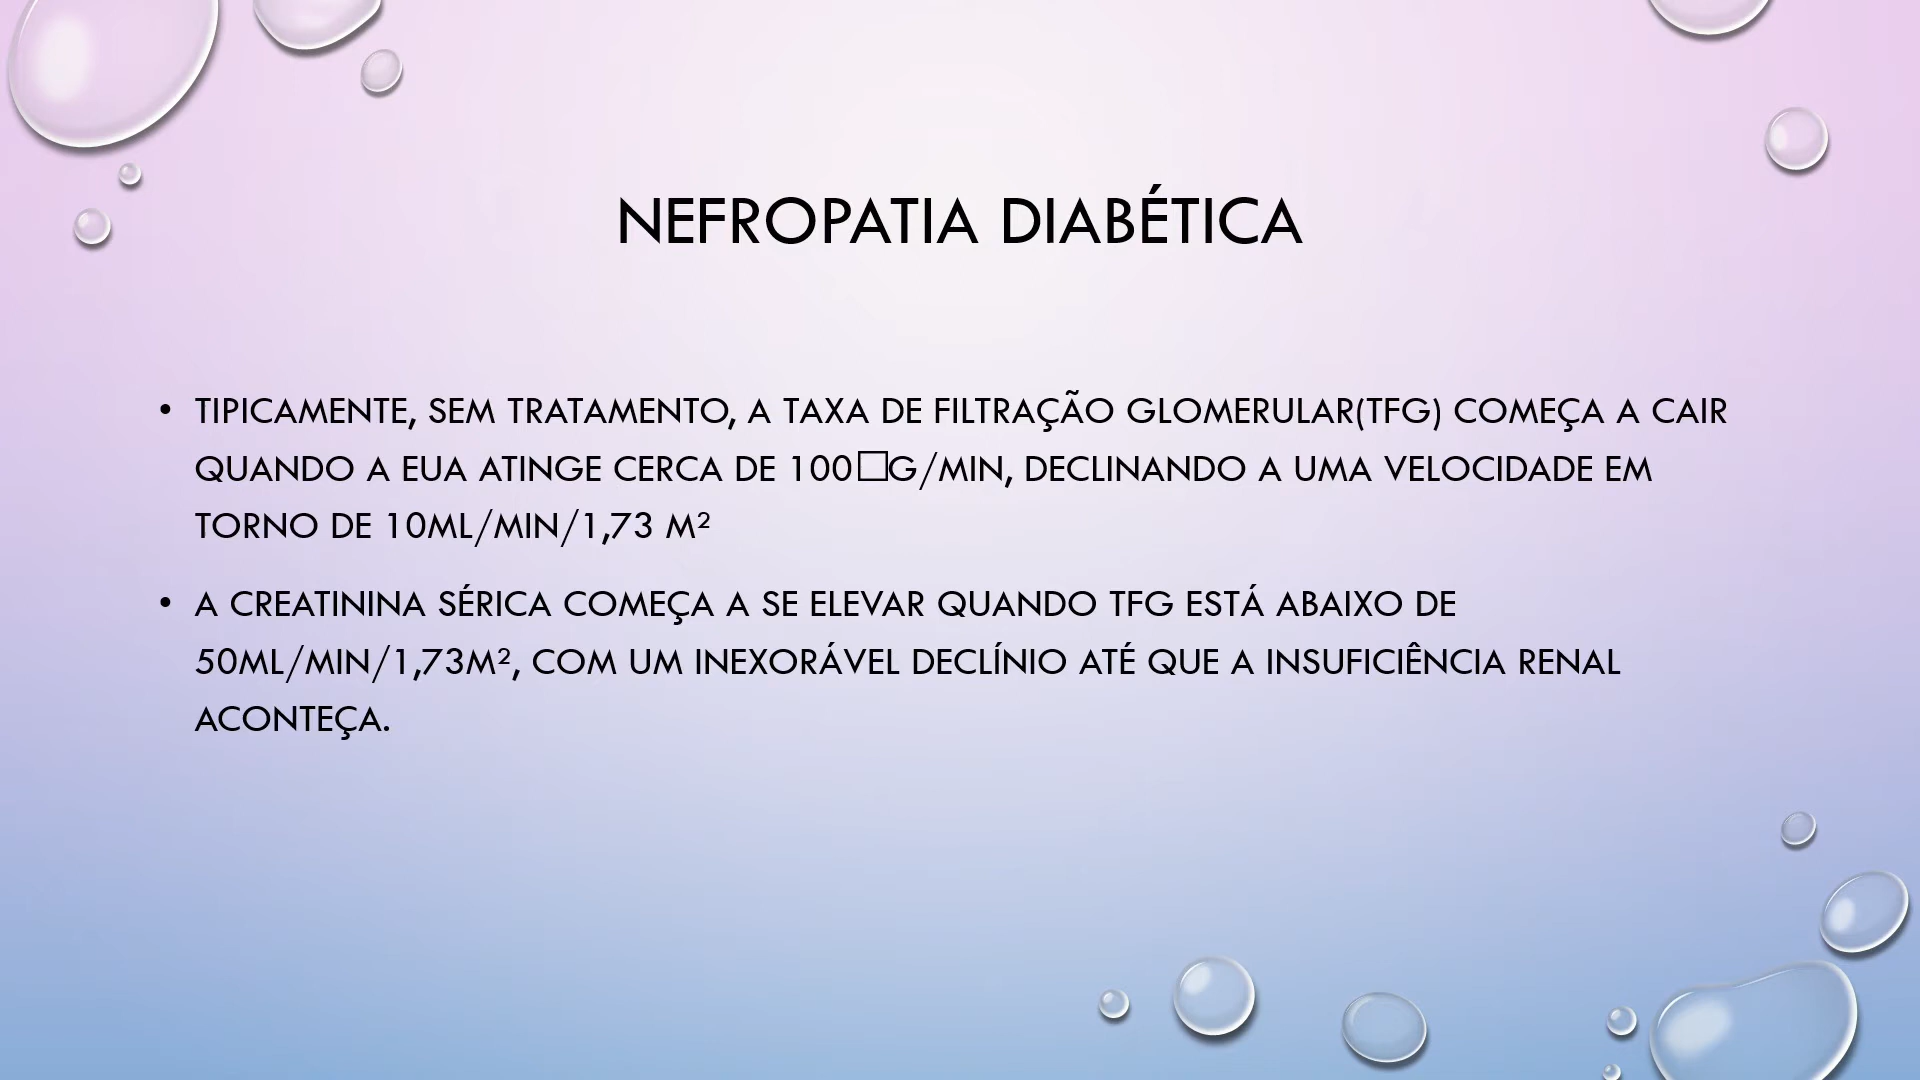 NEFROPATIA DIABÉTICA
• TIPICAMENTE, SEM TRATAMENTO, A TAXA DE FILTRAÇÃO GLOMERULAR(TFG) COMEÇA A CAIR
QUANDO A EUA ATINGE CERCA DE 100□G/MIN, DECLINANDO A UMA VELOCIDADE EM
TORNO DE 10ML/MIN/1,73 M²
• A CREATININA SÉRICA COMEÇA A SE ELEVAR QUANDO TFG ESTÁ ABAIXO DE
50ML/MIN/1,73M², COM UM INEXORÁVEL DECLÍNIO ATÉ QUE A INSUFICIÊNCIA RENAL
ACONTEÇA.